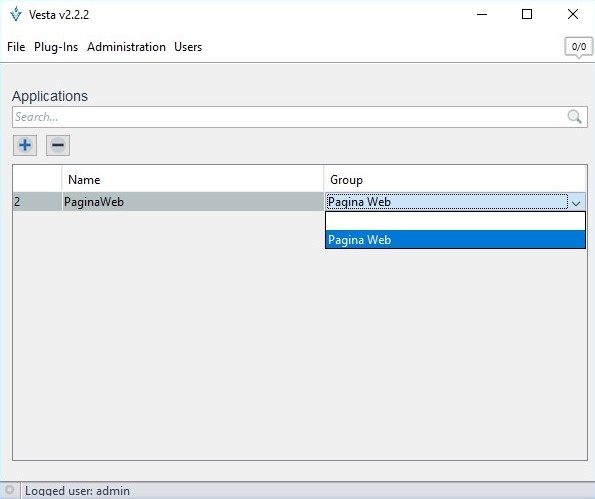 Vesta v2.2.2
File Plug-Ins Administration Users
0/0
Applications
Search...
Name Group
2 PaginaWeb Pagina Web
Pagina Web
Logged user: admin